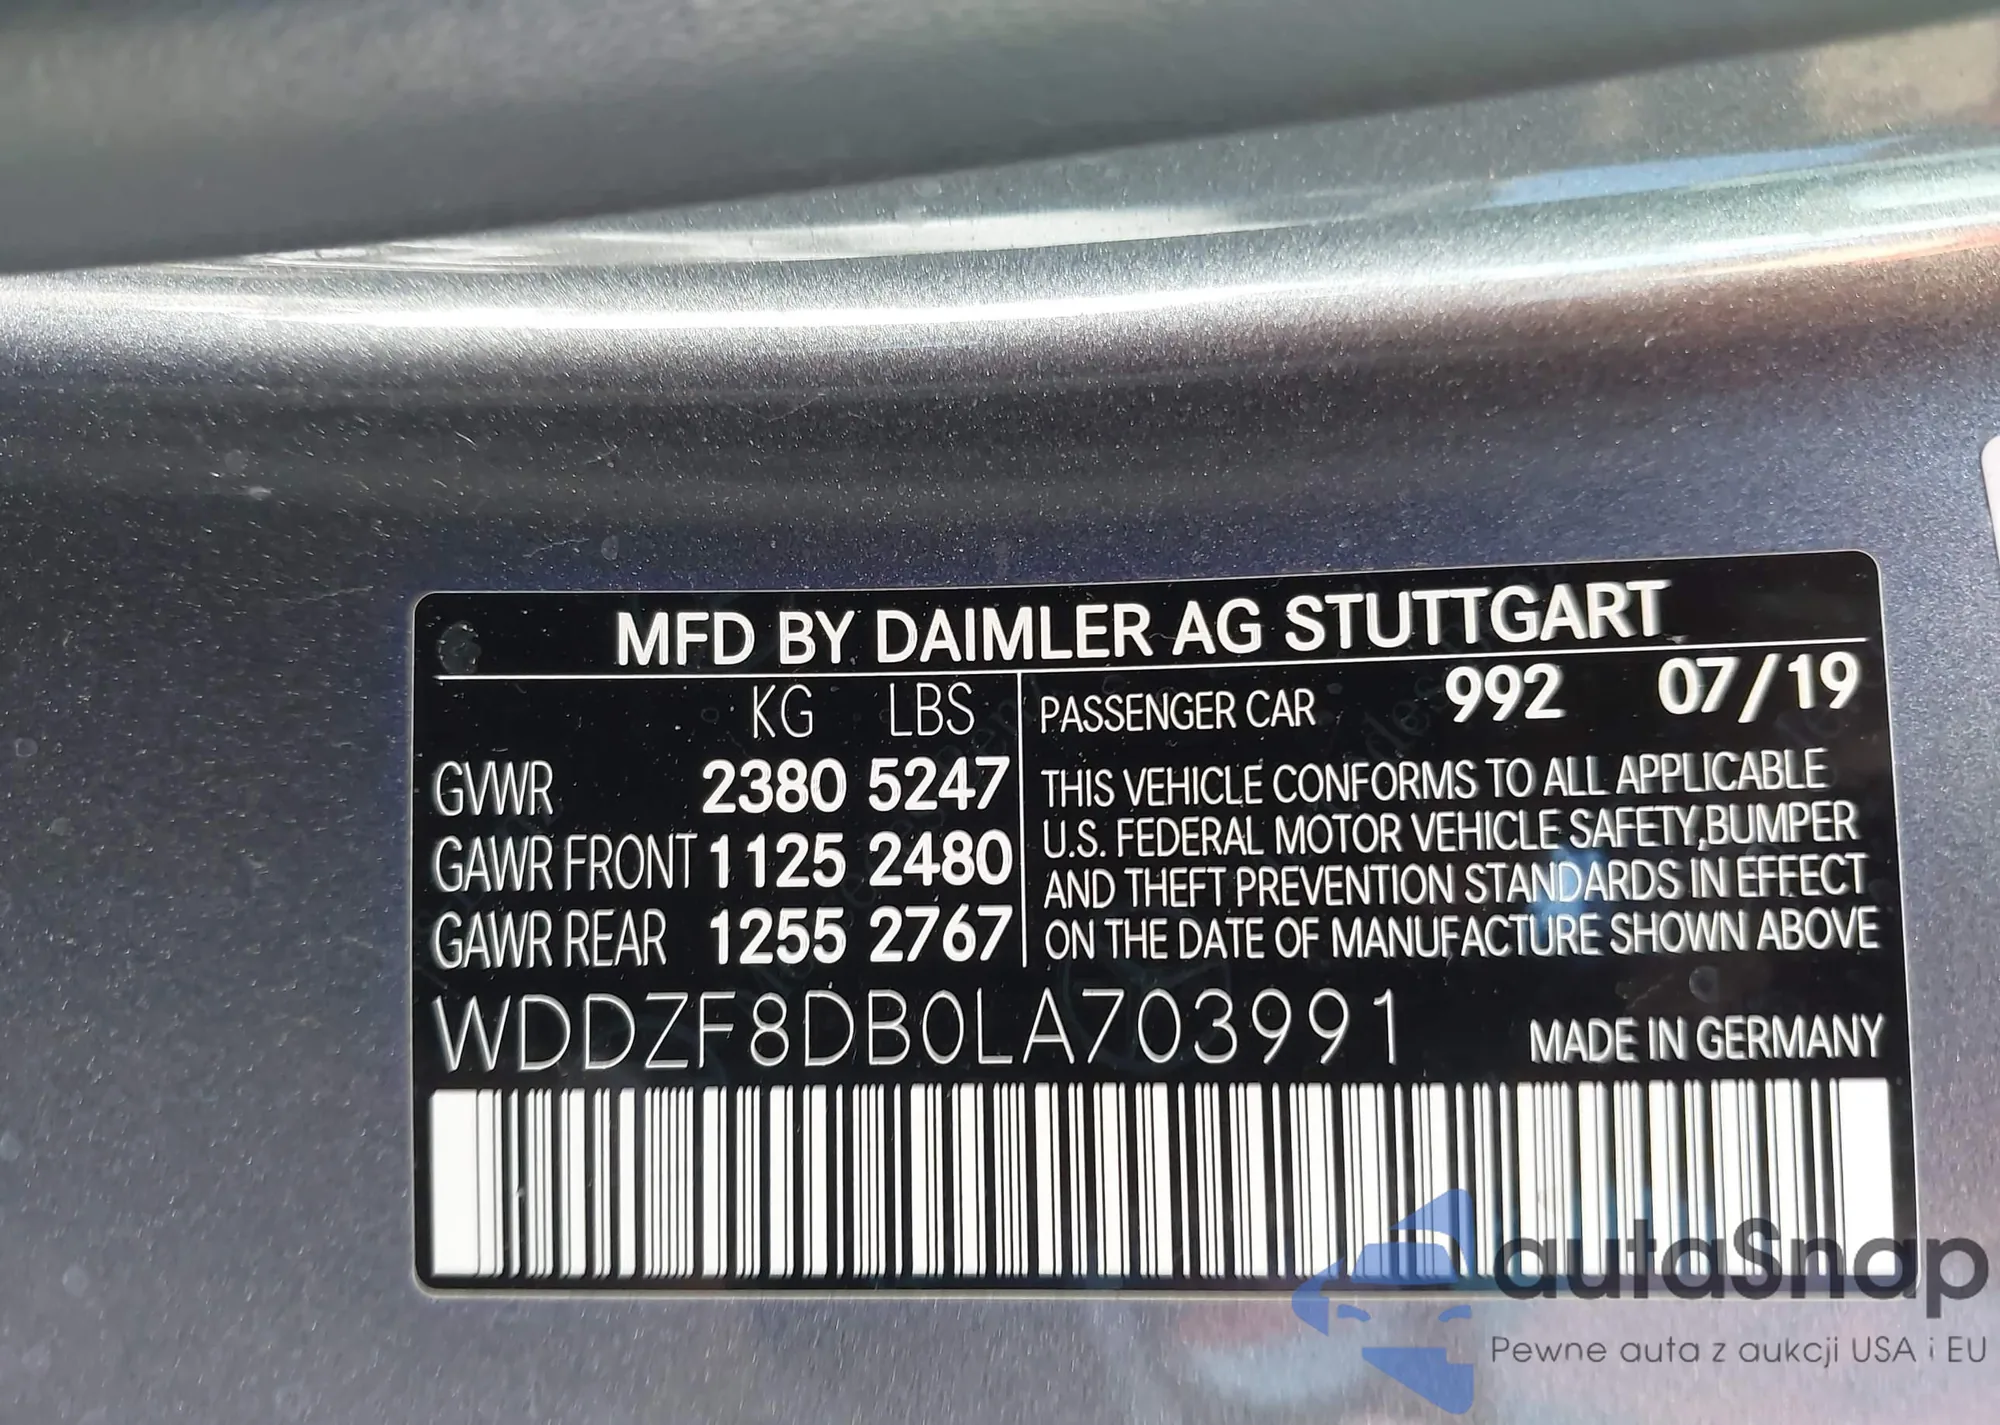 MFD BY DAIMLER AG STUTTGART
KG LBS
GVWR 2380 5247
GAWR FRONT 1125 2480
GAWR REAR 1255 2767
PASSENGER CAR 992 07/19
THIS VEHICLE CONFORMS TO ALL APPLICABLE
U.S. FEDERAL MOTOR VEHICLE SAFETY,BUMPER
AND THEFT PREVENTION STANDARDS IN EFFECT
ON THE DATE OF MANUFACTURE SHOWN ABOVE
WDDZF8DB0LA703991
MADE IN GERMANY
autaSnap
Pewne auta z aukcji USA i EU